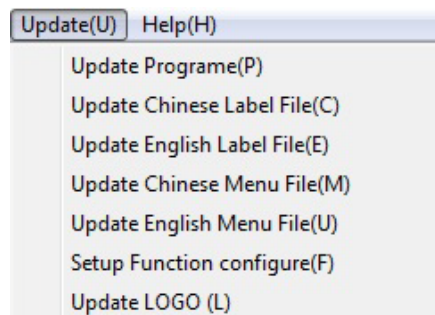 Update(U) Help(H)
Update Programe(P)
Update Chinese Label File(C)
Update English Label File(E)
Update Chinese Menu File(M)
Update English Menu File(U)
Setup Function configure(F)
Update LOGO (L)